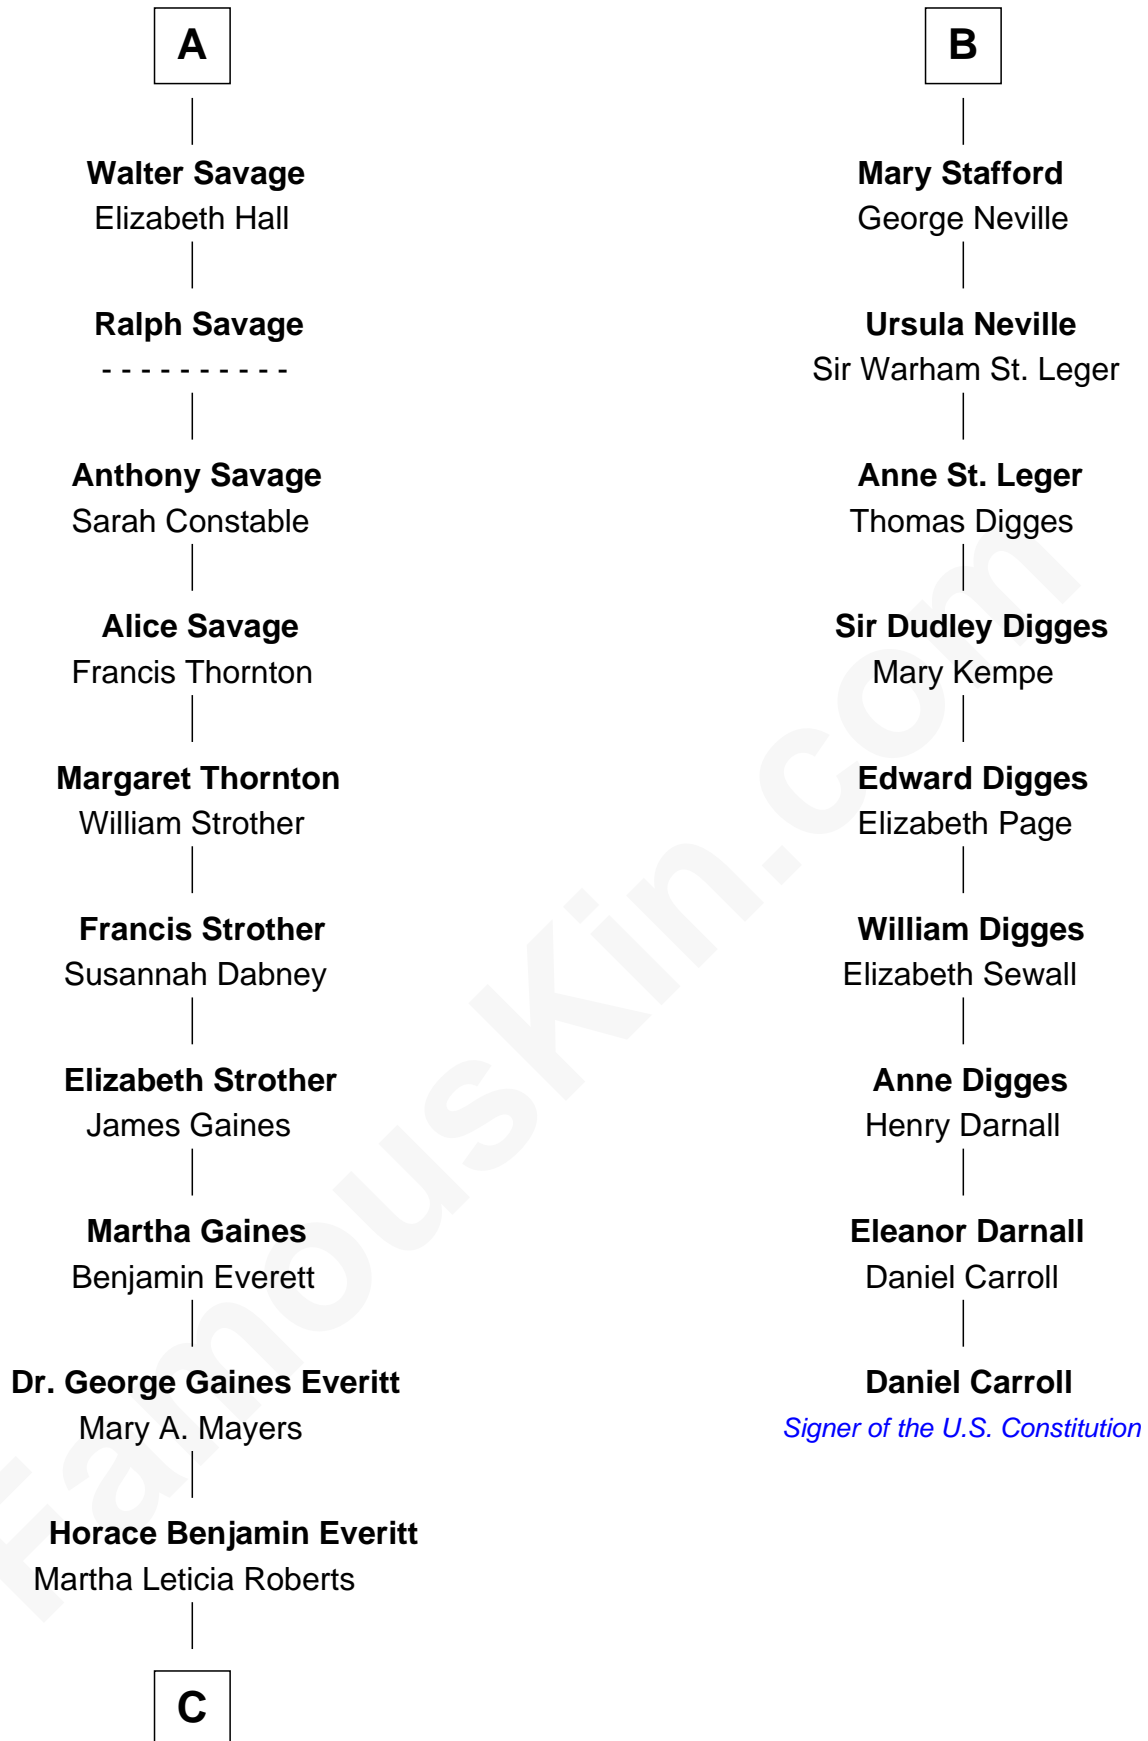 A
Walter Savage
Elizabeth Hall
Ralph Savage
- - - - - - - - - -
Anthony Savage
Sarah Constable
Alice Savage
Francis Thornton
Margaret Thornton
William Strother
Francis Strother
Susannah Dabney
Elizabeth Strother
James Gaines
Martha Gaines
Benjamin Everett
Dr. George Gaines Everitt
Mary A. Mayers
Horace Benjamin Everitt
Martha Leticia Roberts
C
B
Mary Stafford
George Neville
Ursula Neville
Sir Warham St. Leger
Anne St. Leger
Thomas Digges
Sir Dudley Digges
Mary Kempe
Edward Digges
Elizabeth Page
William Digges
Elizabeth Sewall
Anne Digges
Henry Darnall
Eleanor Darnall
Daniel Carroll
Daniel Carroll
Signer of the U.S. Constitution
FamousKin.com